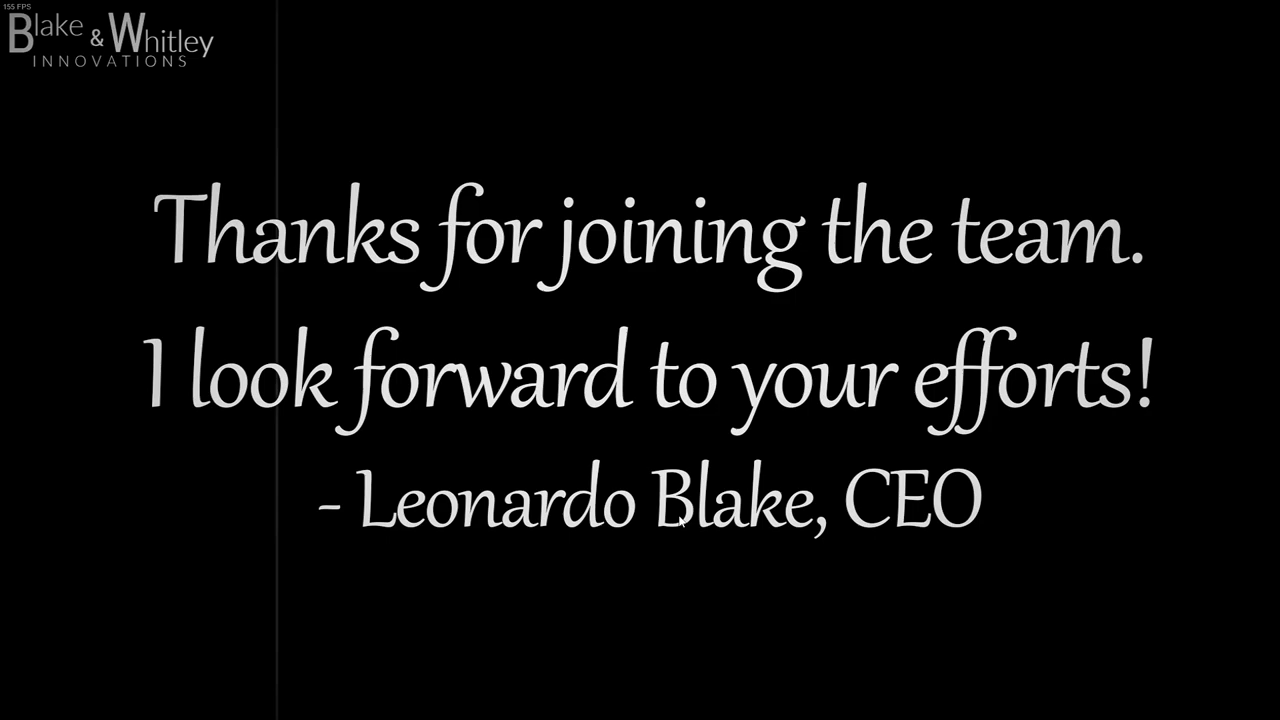 155 FPS
Blake & Whitley
INNOVATIONS
Thanks for joining the team.
I look forward to your efforts!
- Leonardo Blake, CEO